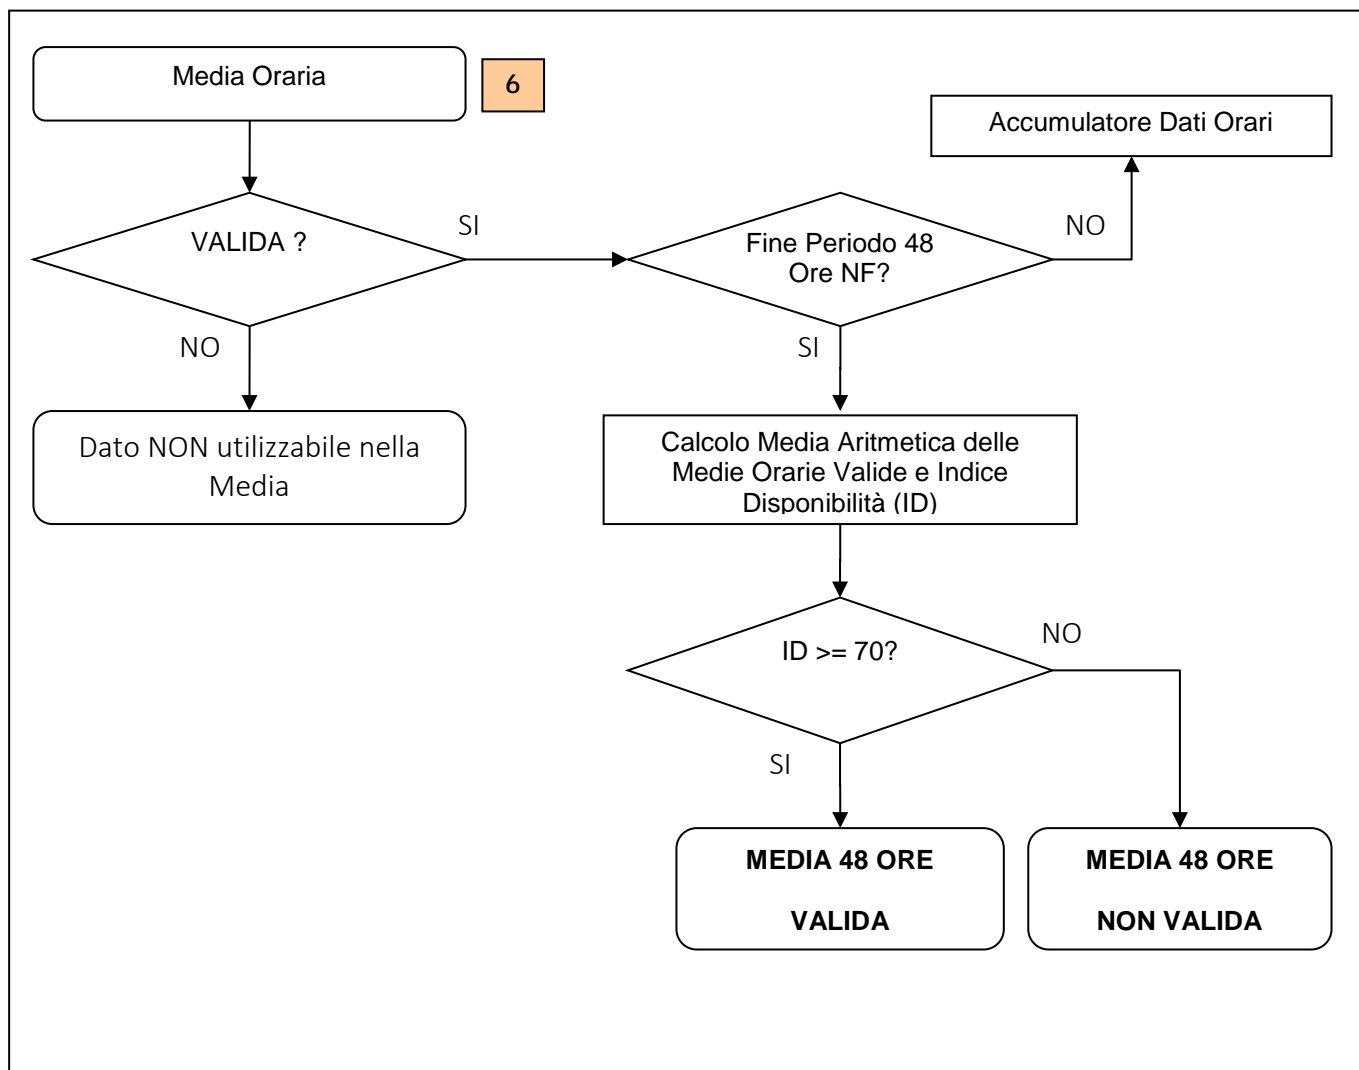 Media Oraria
6
Accumulatore Dati Orari
VALIDA ?
SI
Fine Periodo 48
Ore NF?
NO
NO
SI
Dato NON utilizzabile nella
Media
Calcolo Media Aritmetica delle
Medie Orarie Valide e Indice
Disponibilità (ID)
ID >= 70?
NO
SI
MEDIA 48 ORE
VALIDA
MEDIA 48 ORE
NON VALIDA